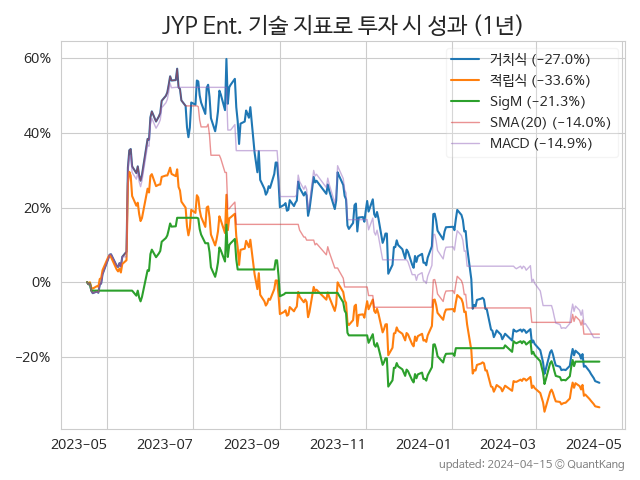 JYP Ent. 기술 지표로 투자 시 성과 (1년)
60%
40%
20%
0%
−20%
거치식 (−27.0%)
적립식 (−33.6%)
SigM (−21.3%)
SMA(20) (−14.0%)
MACD (−14.9%)
2023-05 2023-07 2023-09 2023-11 2024-01 2024-03 2024-05
updated: 2024-04-15 ⓒ QuantKang